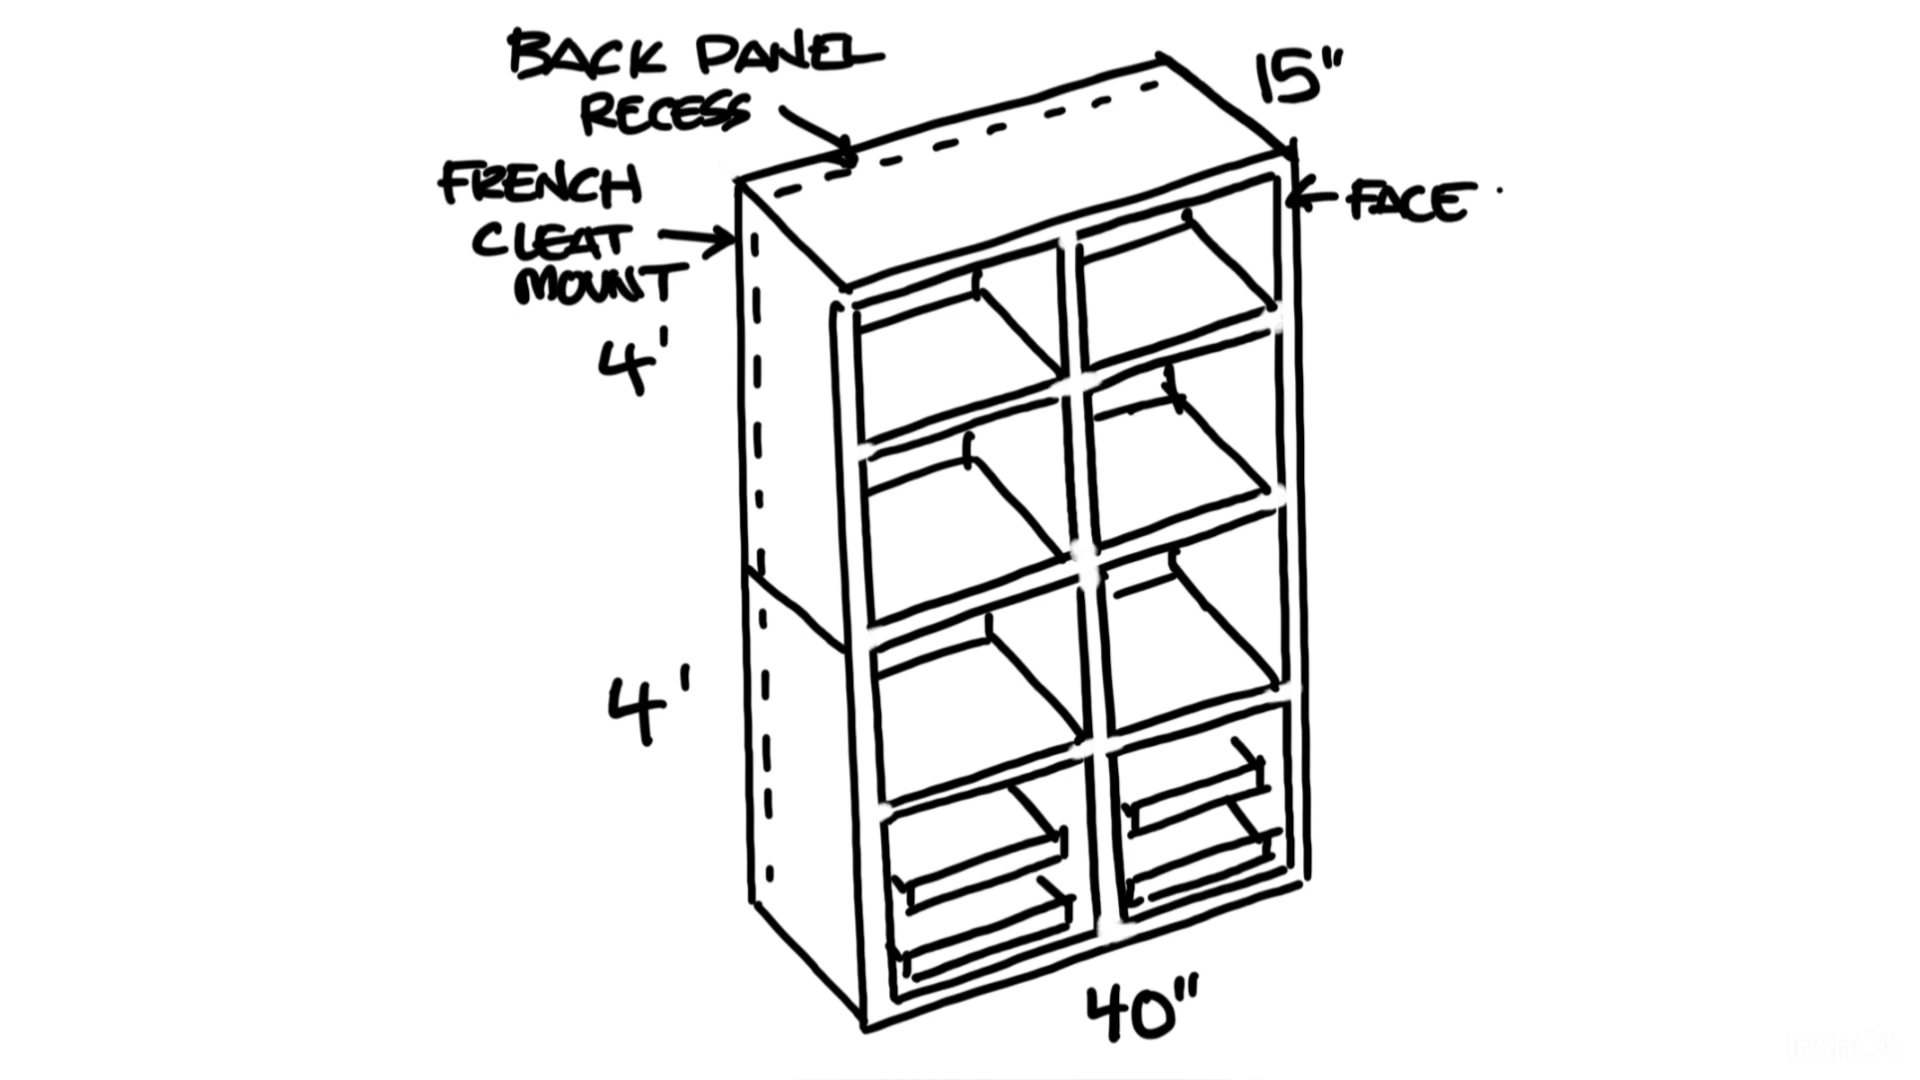 BACK PANEL
RECESS
15"
FRENCH
CLEAT
MOUNT
FACE
4'
4'
40"